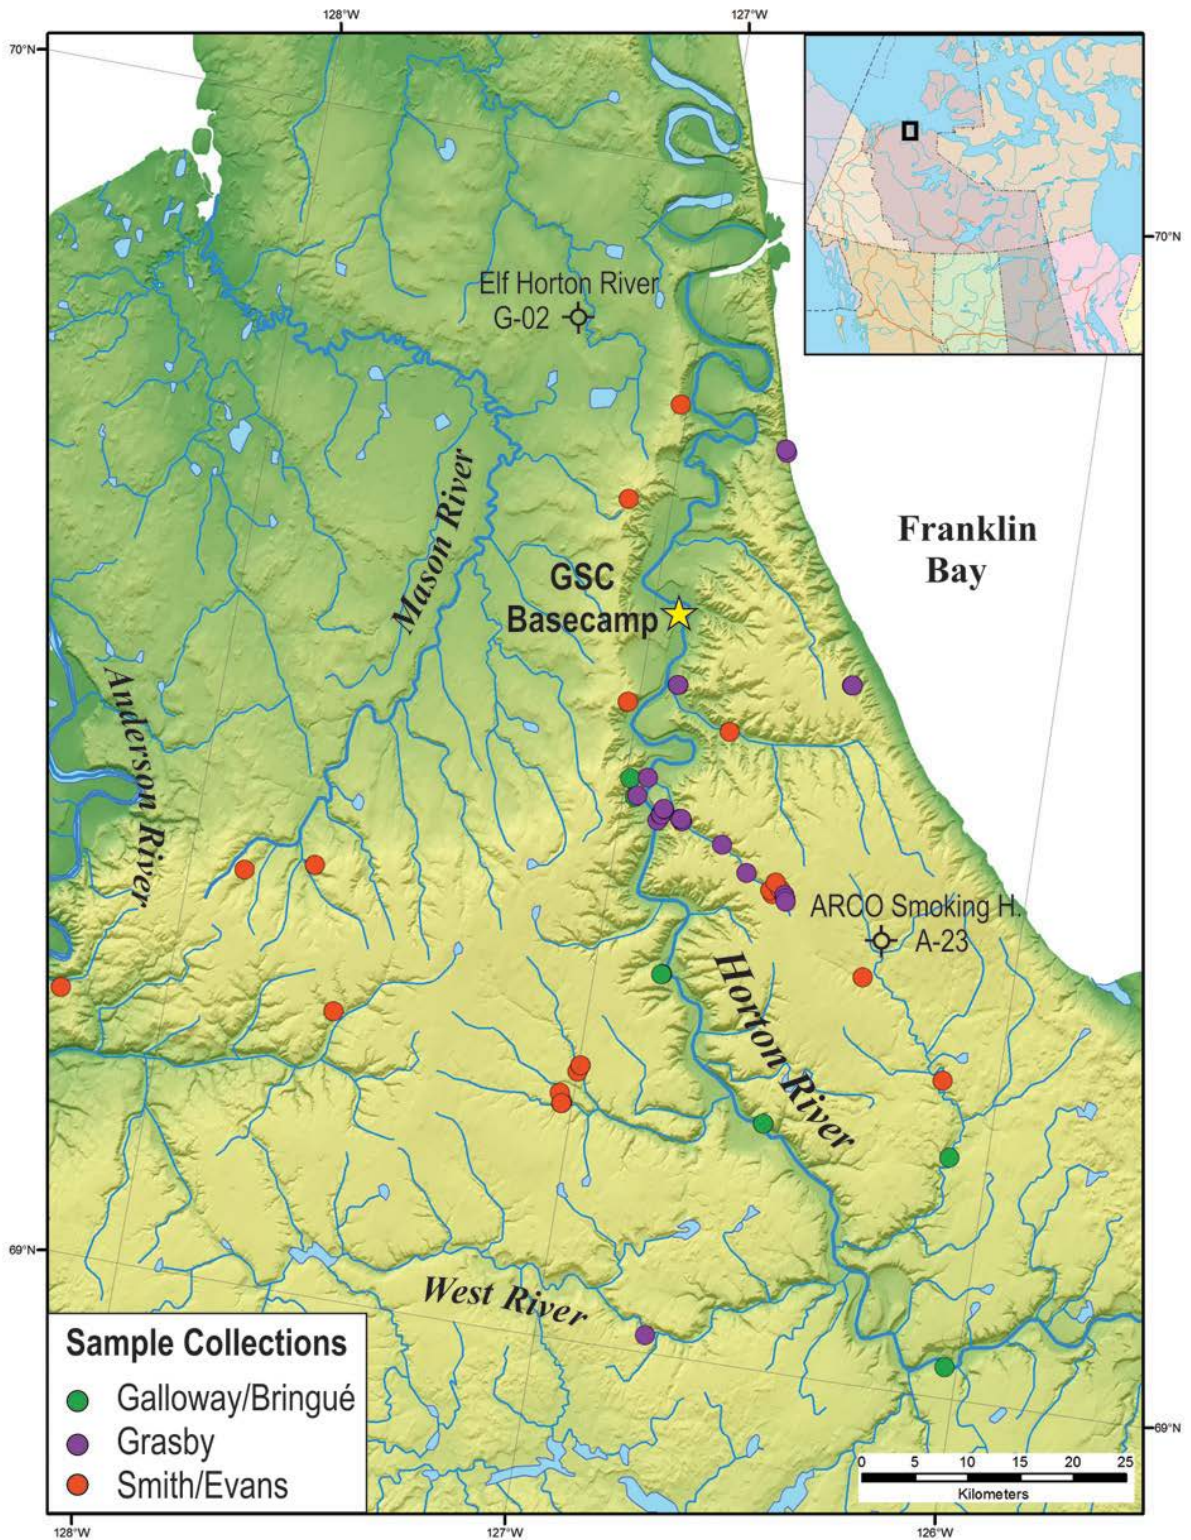 128°W
127°W
70°N
70°N
Elf Horton River
G-02
Mason River
Franklin
Bay
GSC
Basecamp
Anderson River
ARCO Smoking H.
A-23
Horton River
69°N
West River
Sample Collections
Galloway/Bringué
Grasby
Smith/Evans
69°N
0 5 10 15 20 25
Kilometers
128°W
127°W
126°W